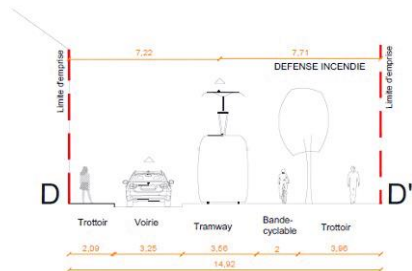 7,22
7,71
DEFENSE INCENDIE
Limite d'emprise
Limite d'emprise
D
D'
Trottoir
Voirie
Tramway
Bande-
cyclable
Trottoir
2,09
3,25
3,56
2
3,96
14,92